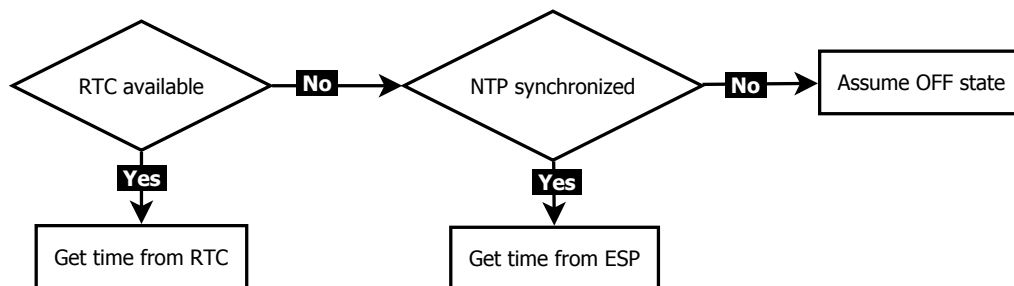 RTC available
No
NTP synchronized
No
Assume OFF state
Yes
Yes
Get time from RTC
Get time from ESP